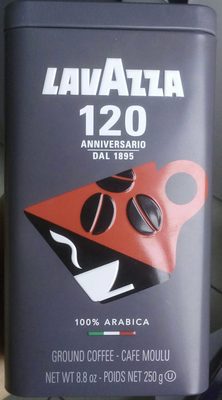 LAVAZZA
120
ANNIVERSARIO
DAL 1895
100% ARABICA
GROUND COFFEE - CAFE MOULU
NET WT 8.8 oz - POIDS NET 250 g U